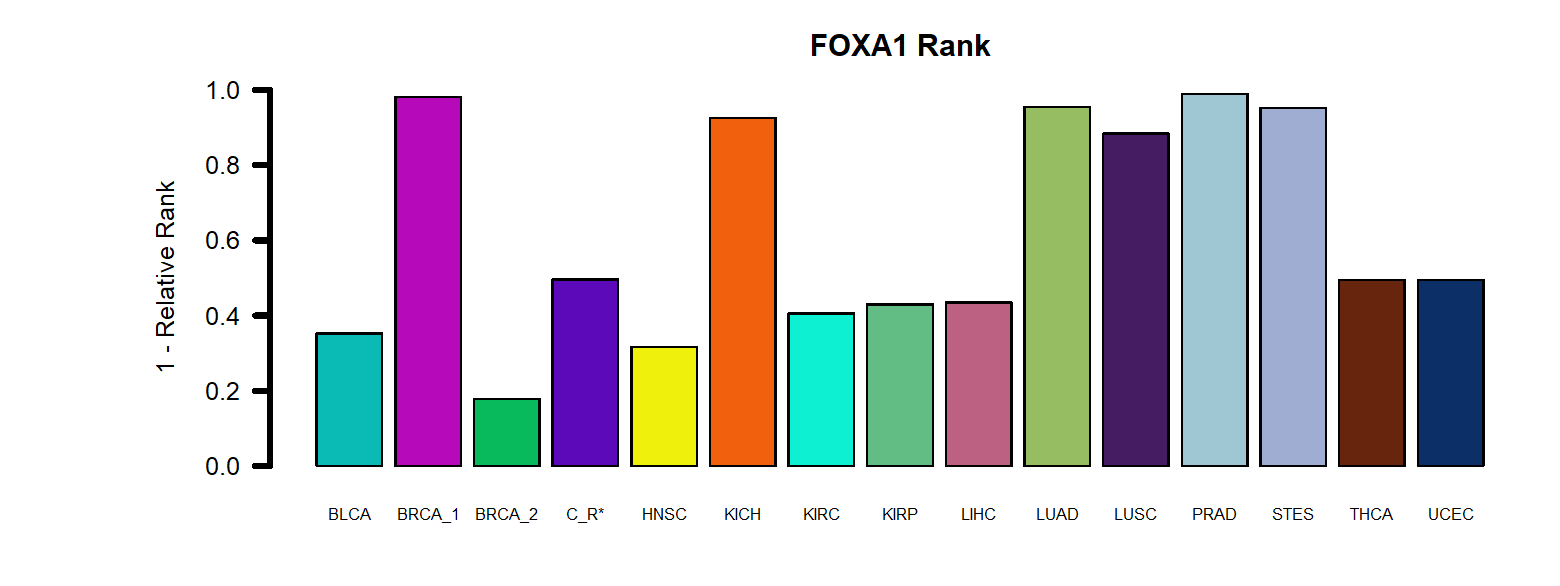 FOXA1 Rank
1 - Relative Rank
1.0
0.8
0.6
0.4
0.2
0.0
BLCA BRCA_1 BRCA_2 C_R* HNSC KICH KIRC KIRP LIHC LUAD LUSC PRAD STES THCA UCEC